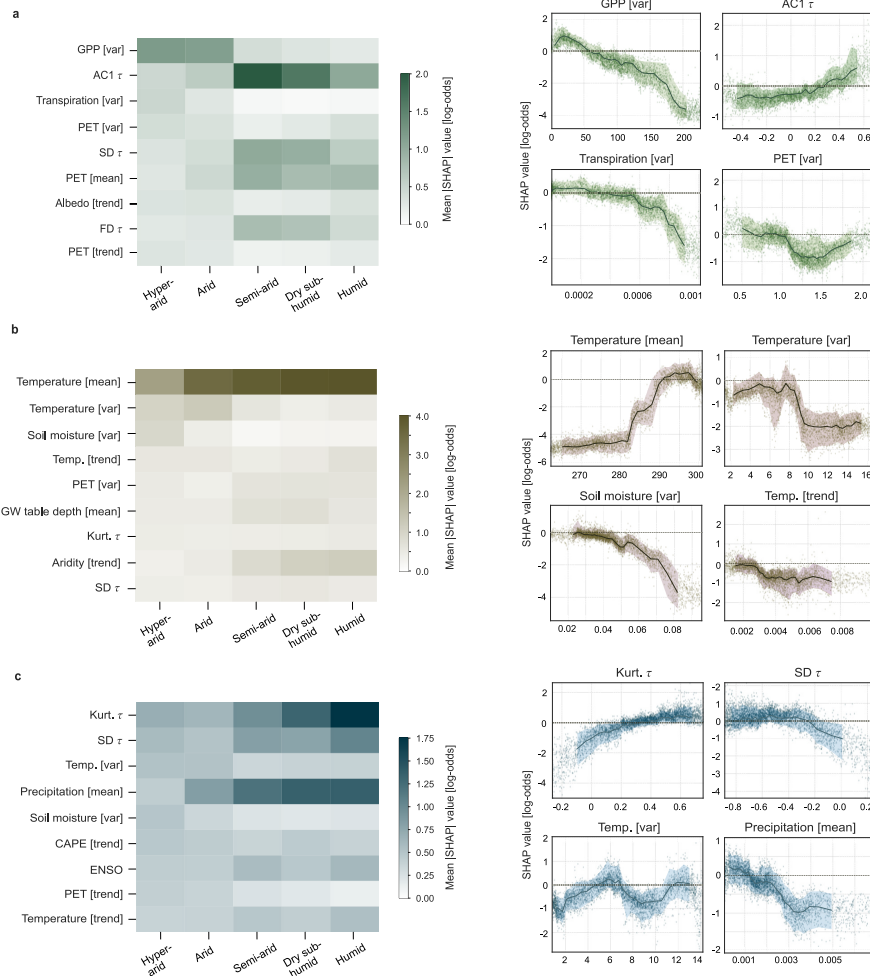 a
GPP [var]
AC1 τ
Transpiration [var]
PET [var]
SD τ
PET [mean]
Albedo [trend]
FD τ
PET [trend]
Hyper-
arid
Arid
Semi-arid
Dry sub-
humid
Humid
2.0
1.5
1.0
0.5
0.0
Mean |SHAP| value [log-odds]
SHAP value [log-odds]
GPP [var]
2
0
-2
-4
0 50 100 150 200
AC1 τ
2
1
0
-1
-0.4 -0.2 0 0.2 0.4 0.6
Transpiration [var]
0
-1
-2
0.0002 0.0006 0.001
PET [var]
2
1
0
-1
0.5 1.0 1.5 2.0
b
Temperature [mean]
Temperature [var]
Soil moisture [var]
Temp. [trend]
PET [var]
GW table depth [mean]
Kurt. τ
Aridity [trend]
SD τ
Hyper-
arid
Arid
Semi-arid
Dry sub-
humid
Humid
4.0
3.0
2.0
1.0
0.0
Mean |SHAP| value [log-odds]
SHAP value [log-odds]
Temperature [mean]
2
0
-2
-4
-6
270 280 290 300
Temperature [var]
1
0
-1
-2
-3
2 4 6 8 10 12 14 16
Soil moisture [var]
2
0
-2
-4
0.02 0.04 0.06 0.08
Temp. [trend]
2
1
0
-1
-2
0.002 0.004 0.006 0.008
c
Kurt. τ
SD τ
Temp. [var]
Precipitation [mean]
Soil moisture [var]
CAPE [trend]
ENSO
PET [trend]
Temperature [trend]
Hyper-
arid
Arid
Semi-arid
Dry sub-
humid
Humid
1.75
1.50
1.25
1.00
0.75
0.50
0.25
0.00
Mean |SHAP| value [log-odds]
SHAP value [log-odds]
Kurt. τ
2
0
-2
-4
-0.2 0 0.2 0.4 0.6
SD τ
-2
-1
0
-1
-2
-3
-4
-0.8 -0.6 -0.4 -0.2 0.0 0.2
Temp. [var]
2
1
0
-1
-2
2 4 6 8 10 12 14
Precipitation [mean]
1
0
-1
-2
0.001 0.003 0.005